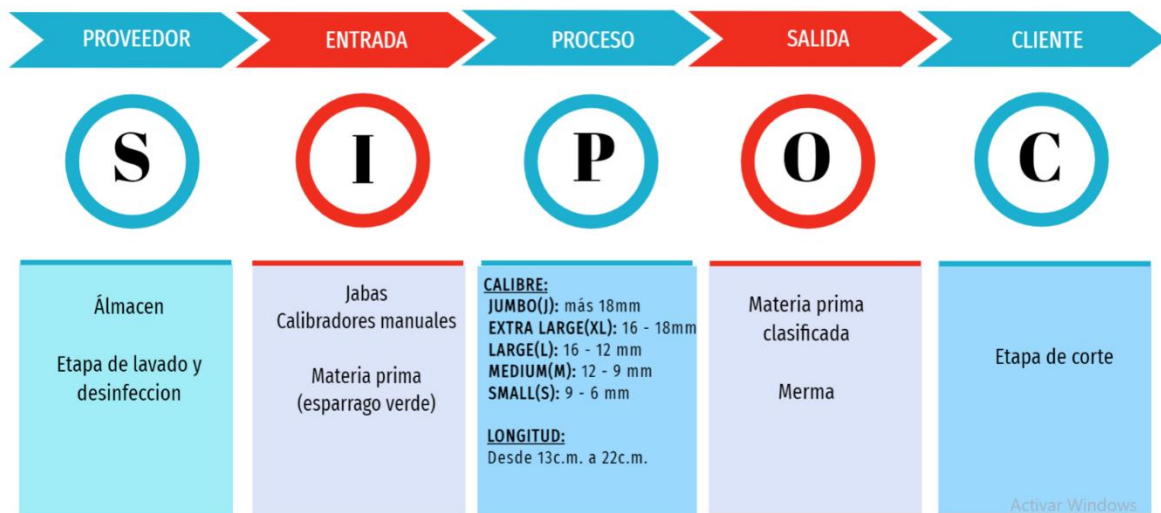 PROVEEDOR
ENTRADA
PROCESO
SALIDA
CLIENTE
S
I
P
O
C
Álmacen
Etapa de lavado y
desinfeccion
Jabas
Calibradores manuales
Materia prima
(esparrago verde)
CALIBRE:
JUMBO(J): más 18mm
EXTRA LARGE(XL): 16 - 18mm
LARGE(L): 16 - 12 mm
MEDIUM(M): 12 - 9 mm
SMALL(S): 9 - 6 mm
LONGITUD:
Desde 13c.m. a 22c.m.
Materia prima
clasificada
Merma
Etapa de corte
Activar Windows